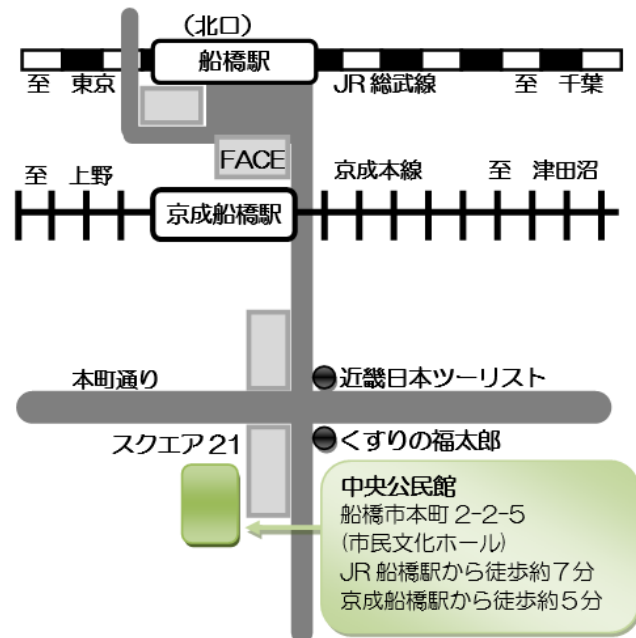 （北口）
船橋駅
至　東京
JR 総武線
至　千葉
FACE
至　上野
京成本線
至　津田沼
京成船橋駅
本町通り
近畿日本ツーリスト
スクエア 21
くすりの福太郎
中央公民館
船橋市本町 2-2-5
(市民文化ホール)
JR 船橋駅から徒歩約７分
京成船橋駅から徒歩約５分